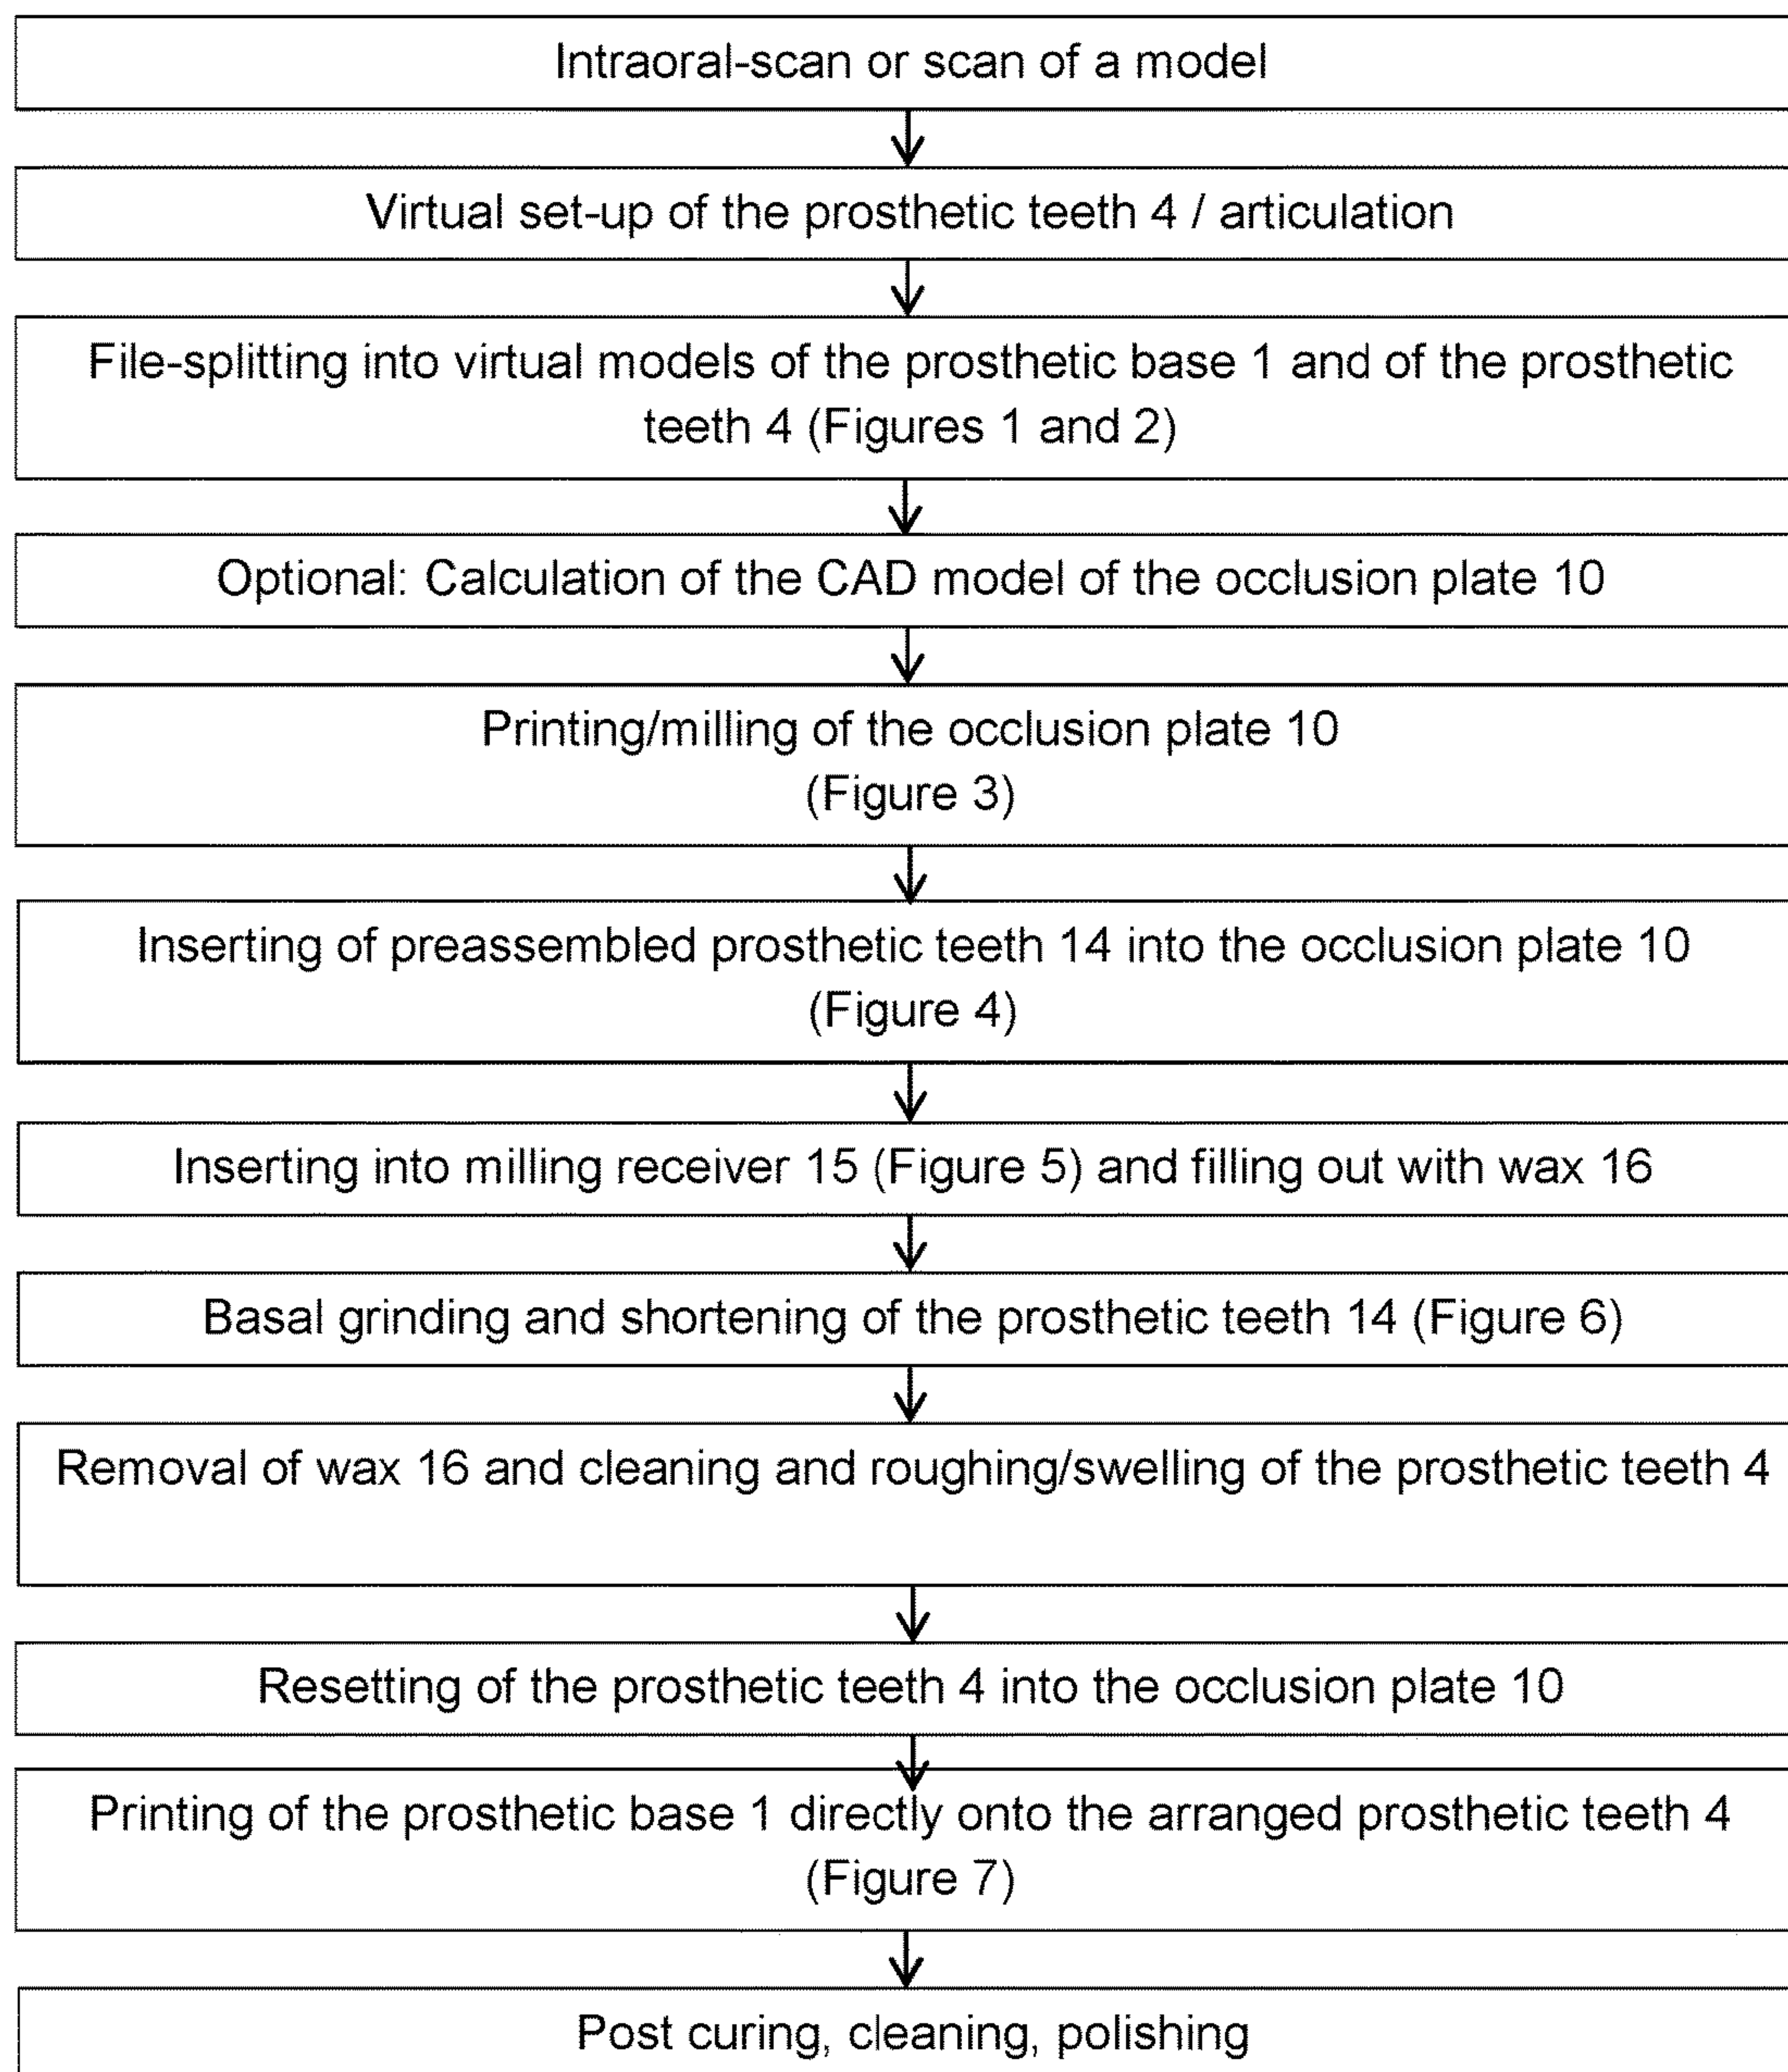 Intraoral-scan or scan of a model
Virtual set-up of the prosthetic teeth 4 / articulation
File-splitting into virtual models of the prosthetic base 1 and of the prosthetic
teeth 4 (Figures 1 and 2)
Optional: Calculation of the CAD model of the occlusion plate 10
Printing/milling of the occlusion plate 10
(Figure 3)
Inserting of preassembled prosthetic teeth 14 into the occlusion plate 10
(Figure 4)
Inserting into milling receiver 15 (Figure 5) and filling out with wax 16
Basal grinding and shortening of the prosthetic teeth 14 (Figure 6)
Removal of wax 16 and cleaning and roughing/swelling of the prosthetic teeth 4
Resetting of the prosthetic teeth 4 into the occlusion plate 10
Printing of the prosthetic base 1 directly onto the arranged prosthetic teeth 4
(Figure 7)
Post curing, cleaning, polishing